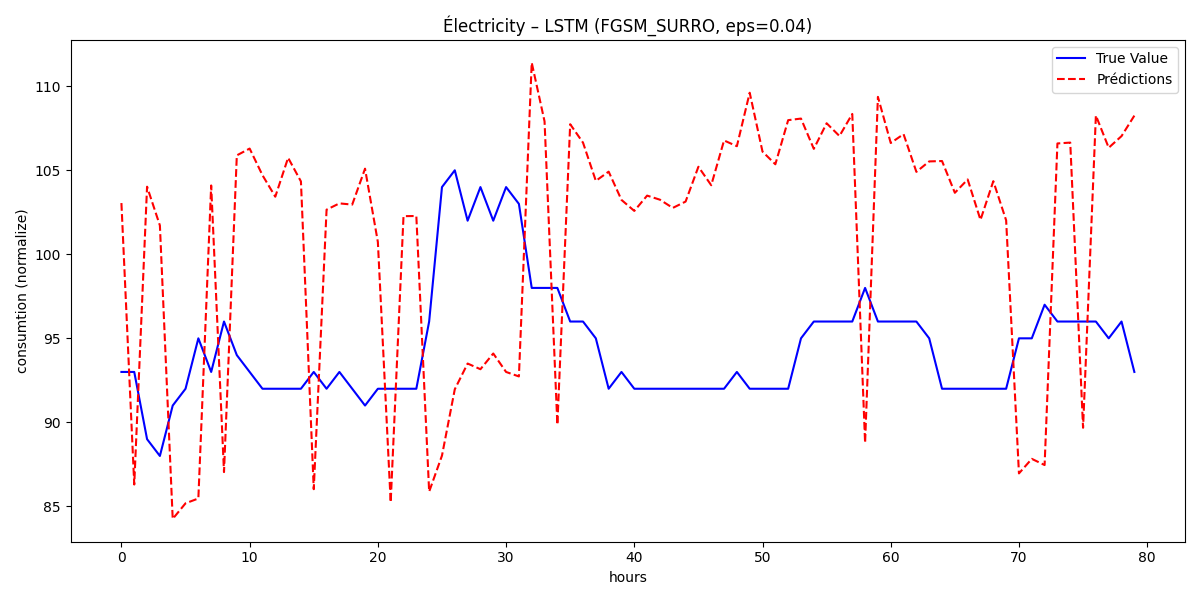 Électricity – LSTM (FGSM_SURRO, eps=0.04)
True Value
Prédictions
110
105
100
95
90
85
consumtion (normalize)
0 10 20 30 40 50 60 70 80
hours